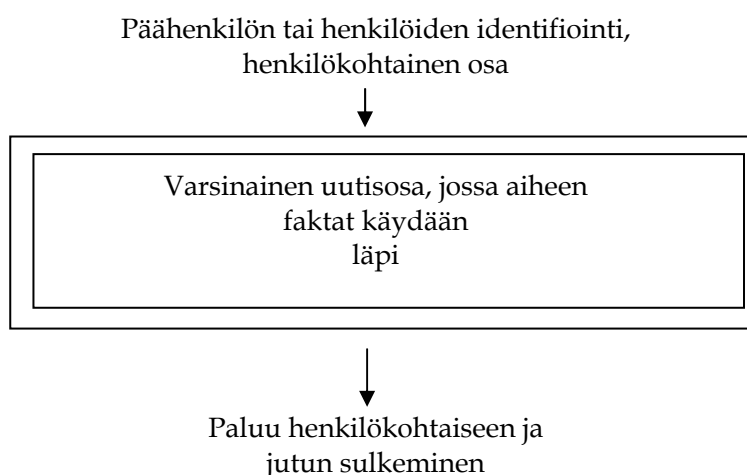 Päähenkilön tai henkilöiden identifiointi,
henkilökohtainen osa
Varsinainen uutisosa, jossa aiheen
faktat käydään
läpi
Paluu henkilökohtaiseen ja
jutun sulkeminen